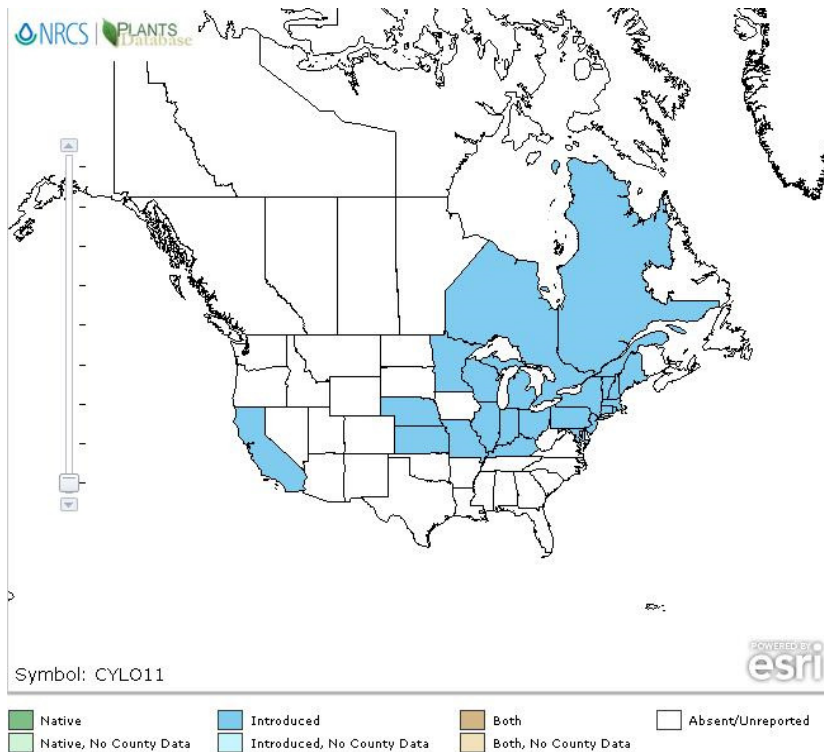 NRCS | PLANTS
Database
Symbol: CYLO11
POWERED BY
esri
Native
Introduced
Both
Absent/Unreported
Native, No County Data
Introduced, No County Data
Both, No County Data